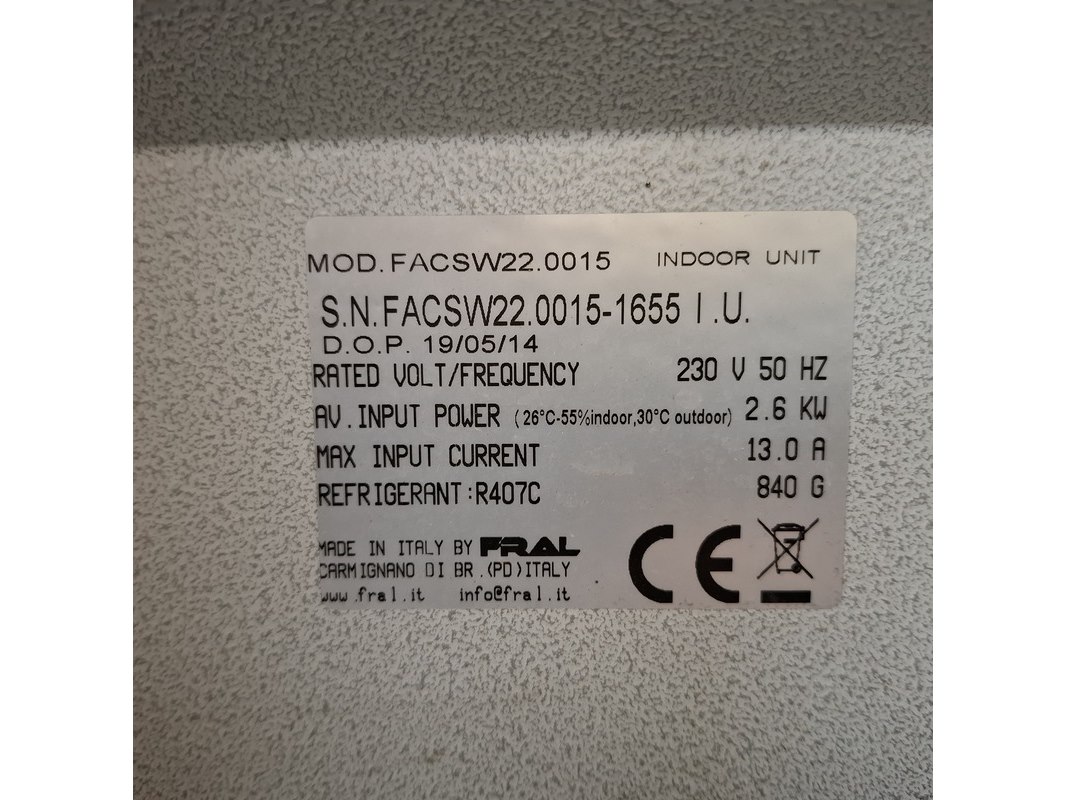 MOD. FACSW22.0015 INDOOR UNIT
S.N. FACSW22.0015-1655 I .U.
D.O.P. 19/05/14
RATED VOLT/FREQUENCY 230 V 50 HZ
AV. INPUT POWER (26°C-55%indoor,30°C outdoor) 2.6 KW
MAX INPUT CURRENT 13.0 A
REFRIGERANT:R407C 840 G
MADE IN ITALY BY FRAL
CARMIGNANO DI BR.(PD)ITALY
www.fral.it info@fral.it
CE